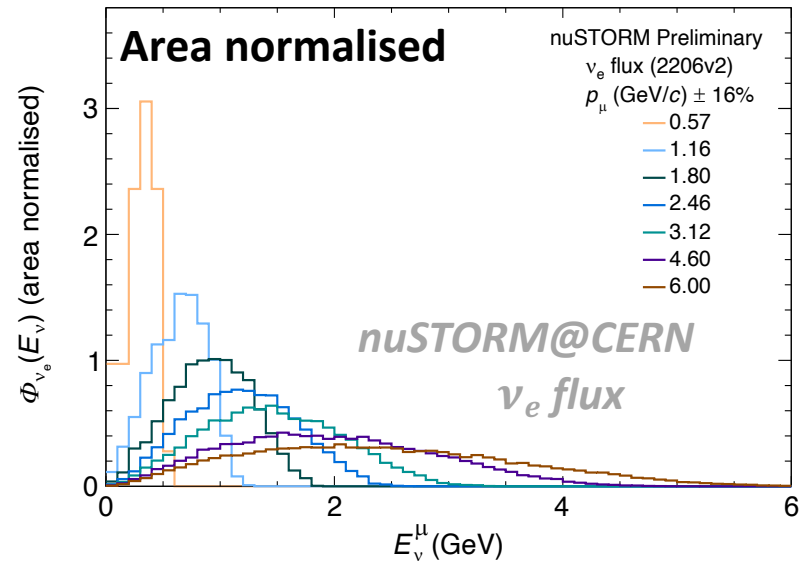 Area normalised
nuSTORM Preliminary
νe flux (2206v2)
pμ (GeV/c) ± 16%
0.57
1.16
1.80
2.46
3.12
4.60
6.00
nuSTORM@CERN
νe flux
Φνe(Eν) (area normalised)
3
2
1
0
0 2 4 6
Eνμ (GeV)